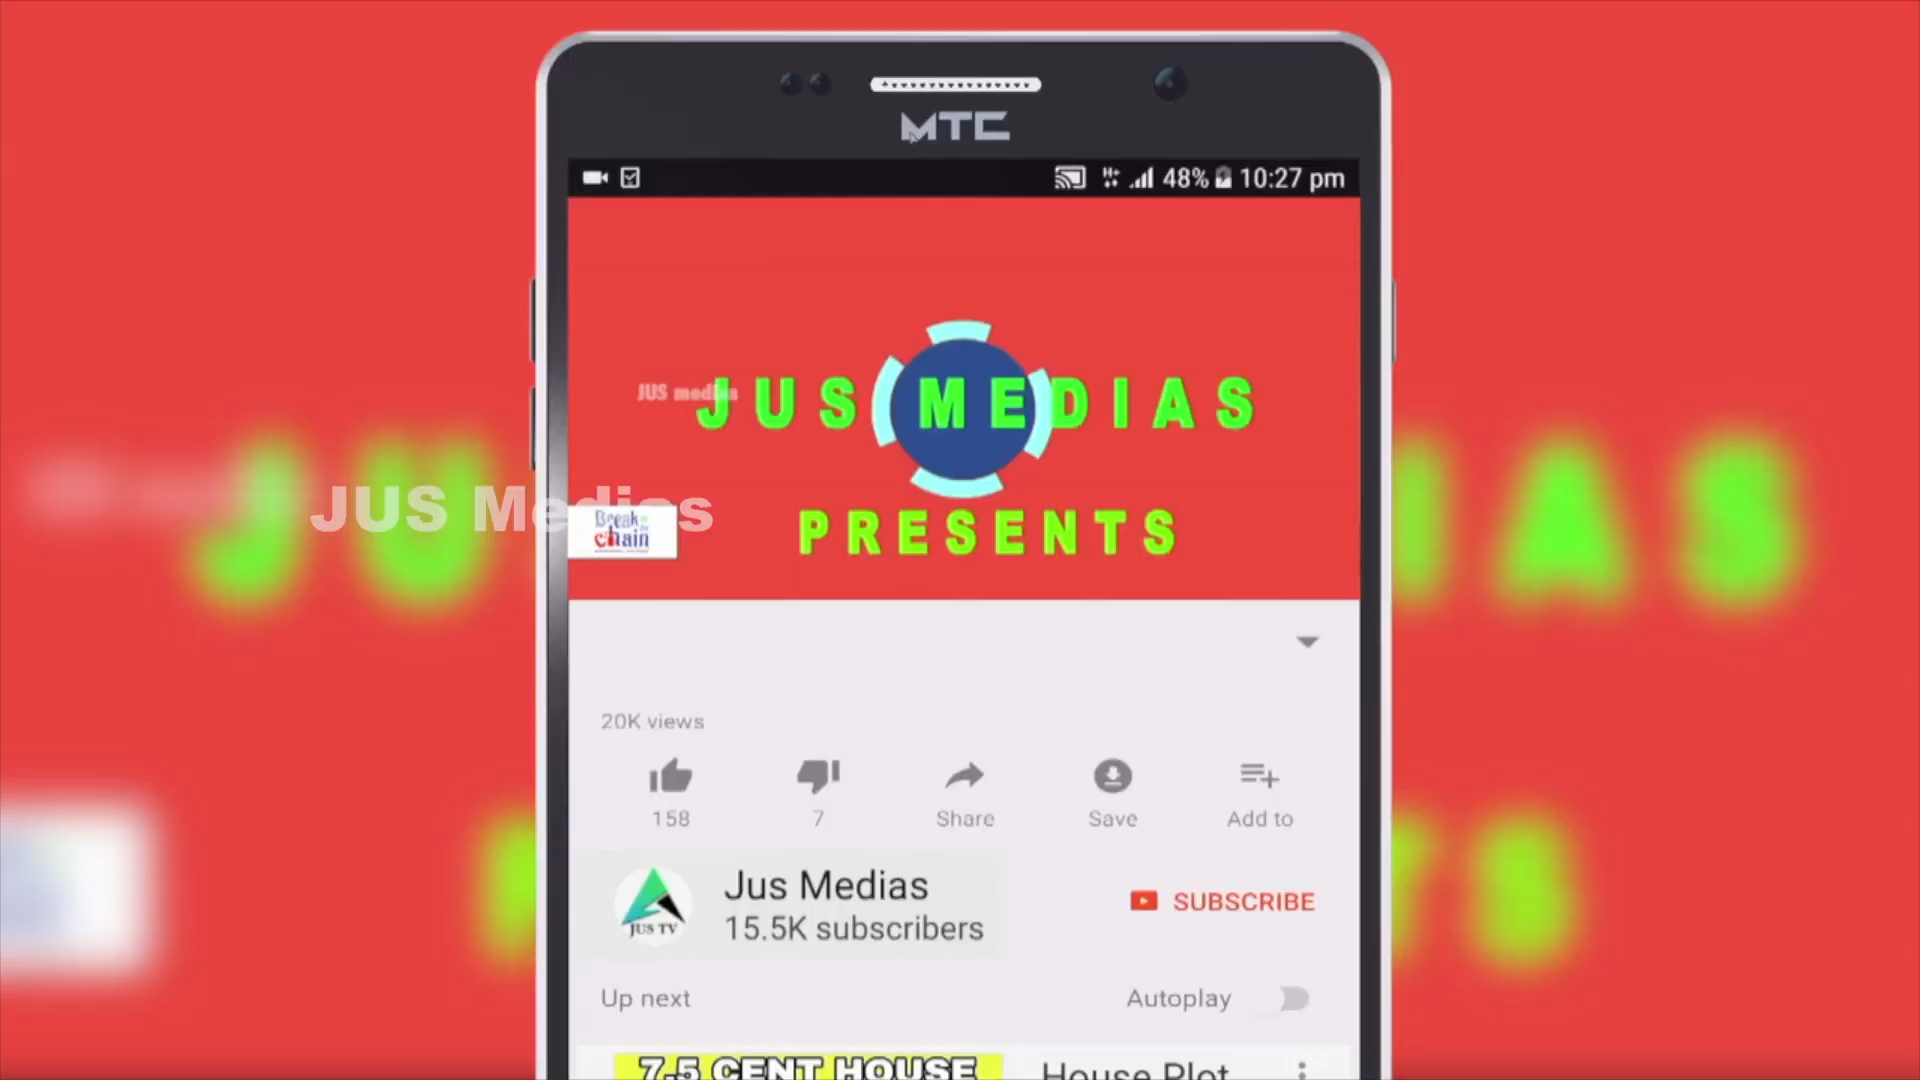 MTC
48% 10:27 pm
JUS medias
JUS MEDIAS
JUS Medias
Break
chain
PRESENTS
20K views
158
7
Share
Save
Add to
Jus Medias
15.5K subscribers
JUS TV
SUBSCRIBE
Up next
Autoplay
7.5 CENT HOUSE
House Plot